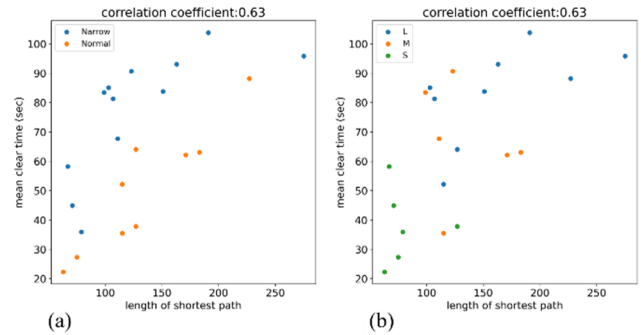 correlation coefficient:0.63
Narrow
Normal
mean clear time (sec)
100
90
80
70
60
50
40
30
20
100
150
200
250
length of shortest path
(a)
correlation coefficient:0.63
L
M
S
mean clear time (sec)
100
90
80
70
60
50
40
30
20
100
150
200
250
length of shortest path
(b)